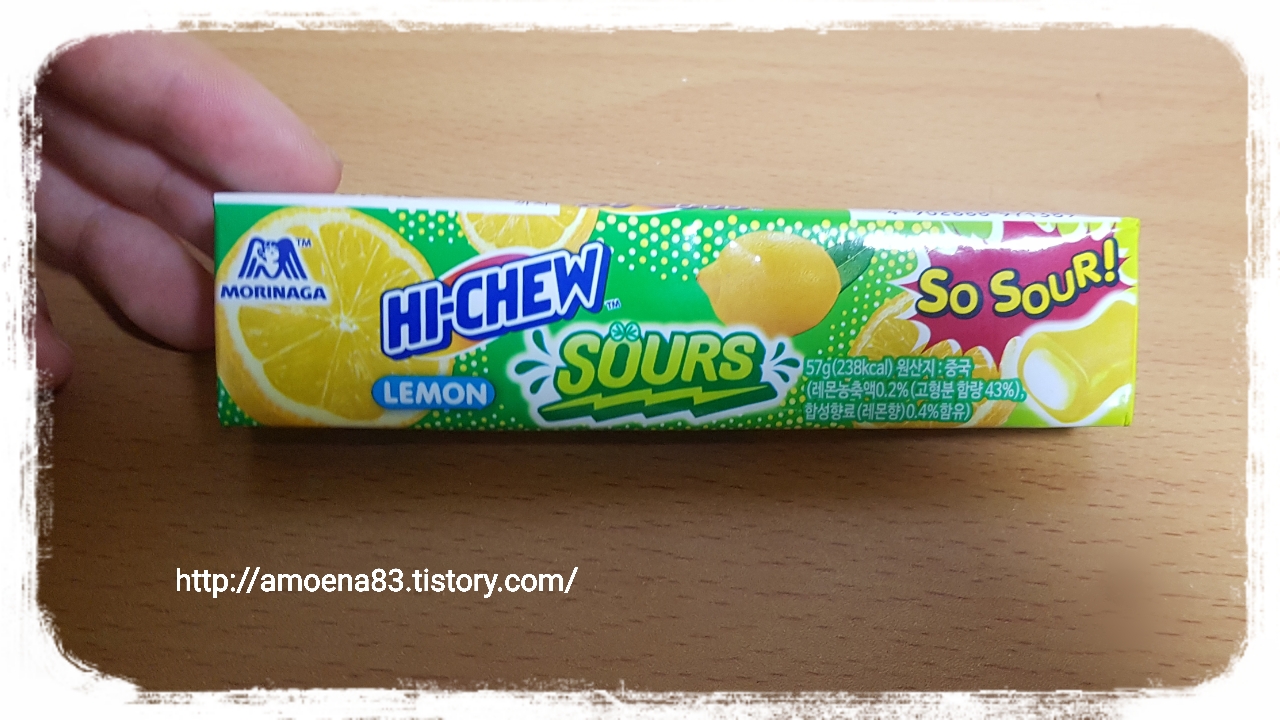 MORINAGA™
HI-CHEW™
SOURS
LEMON
SO SOUR!
57g(238kcal) 원산지 : 중국
(레몬농축액0.2%(고형분 함량 43%),
합성향료(레몬향)0.4%함유)
http://amoena83.tistory.com/